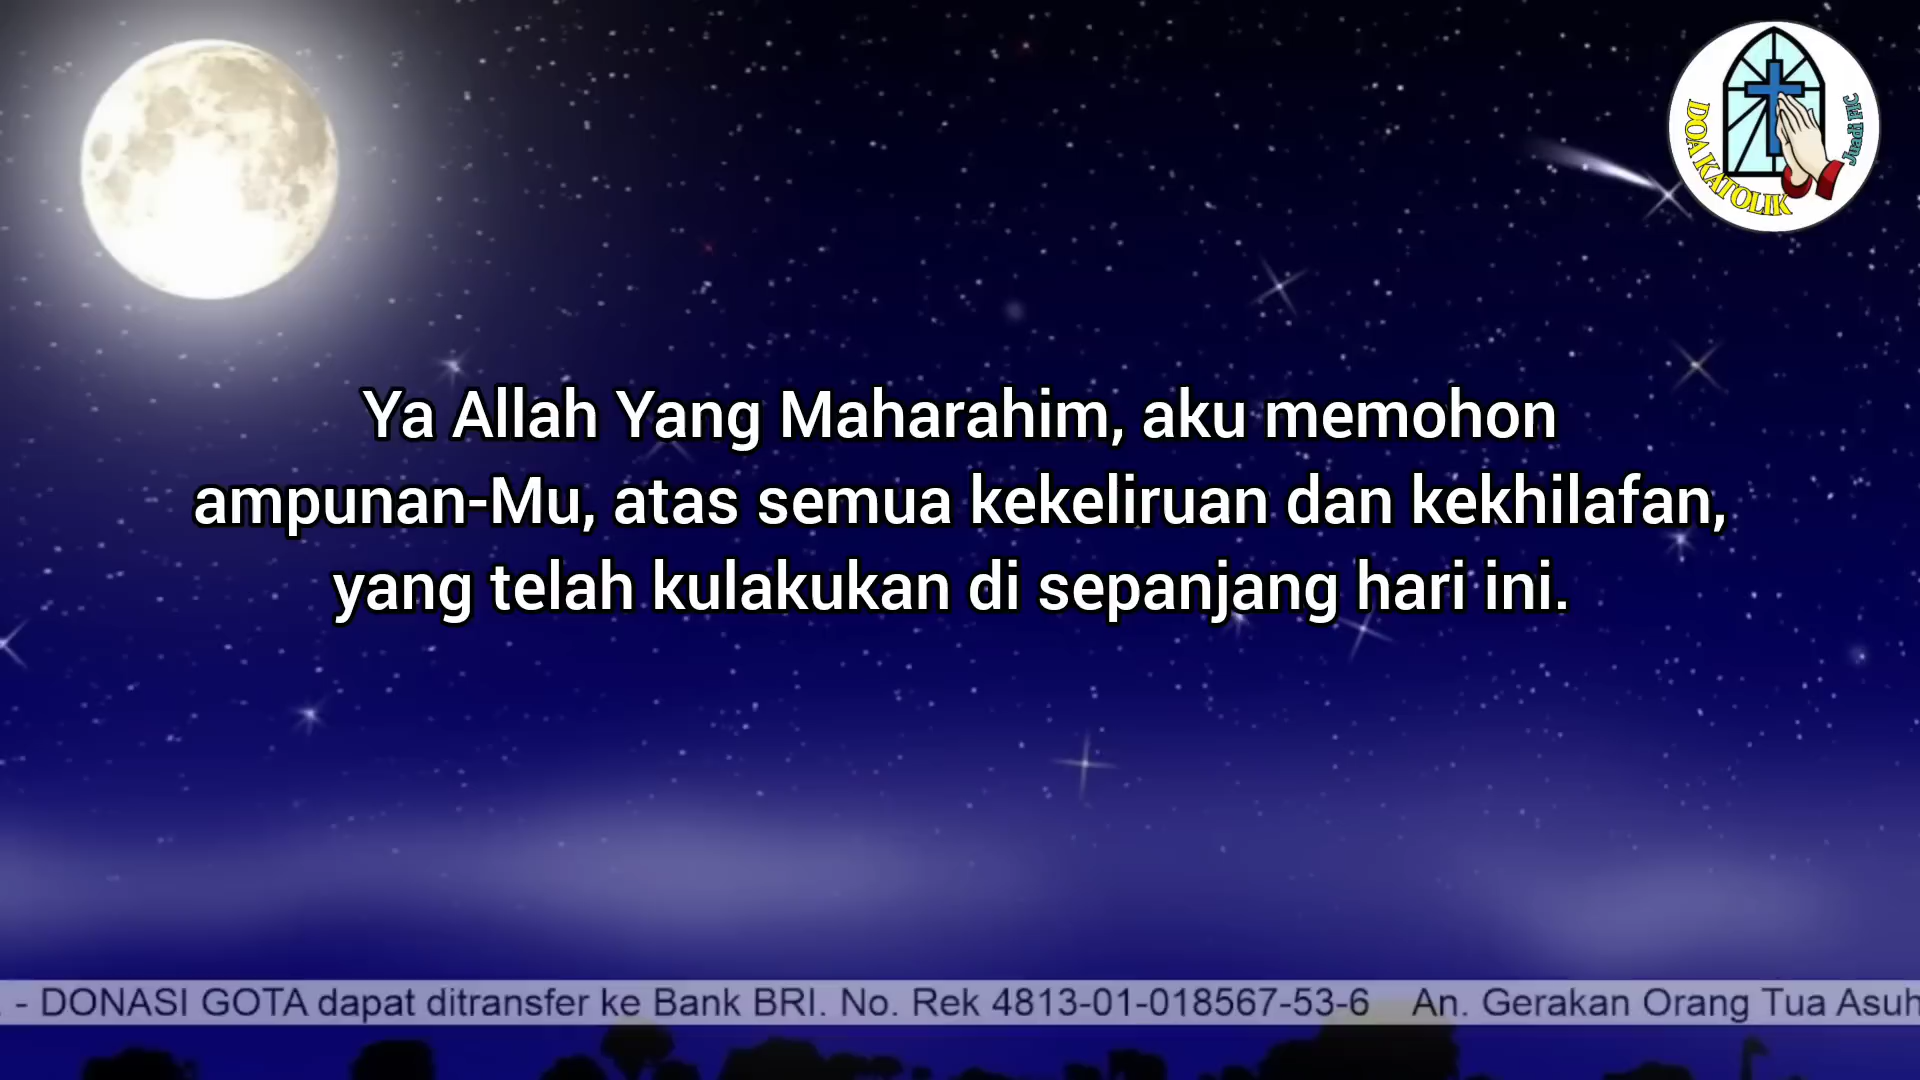 DOA KATOLIK
Juadi FIC
Ya Allah Yang Maharahim, aku memohon
ampunan-Mu, atas semua kekeliruan dan kekhilafan,
yang telah kulakukan di sepanjang hari ini.
. - DONASI GOTA dapat ditransfer ke Bank BRI. No. Rek 4813-01-018567-53-6 An. Gerakan Orang Tua Asuh